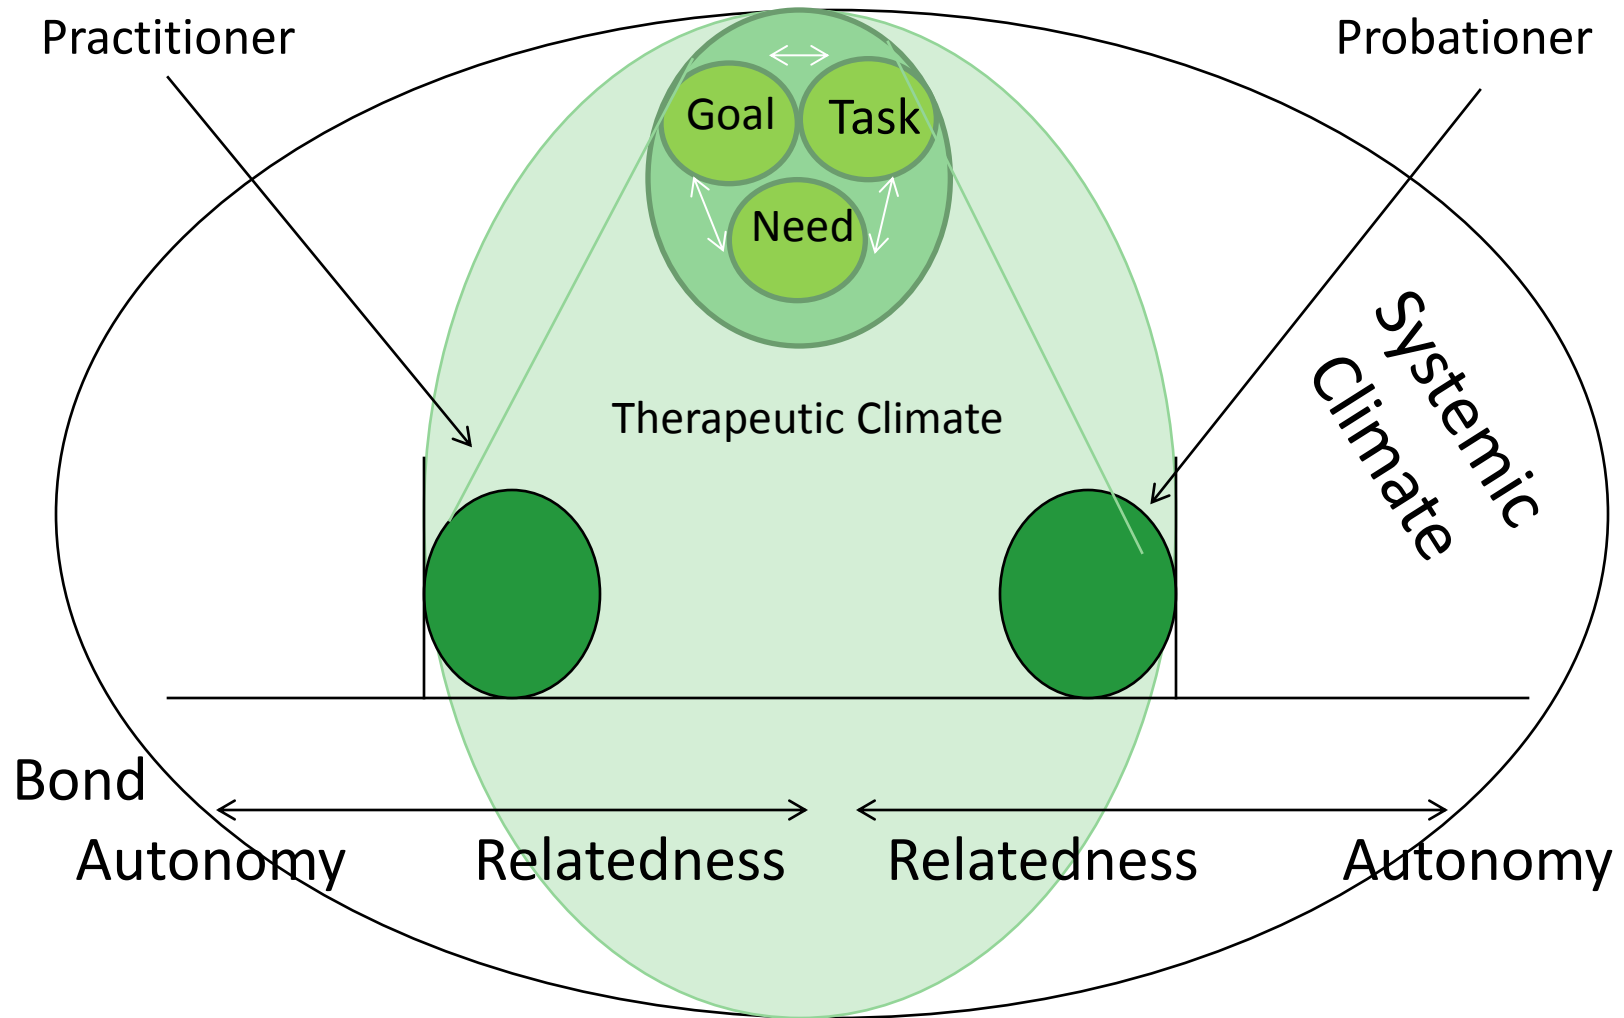 Practitioner
Probationer
Goal
Task
Need
Therapeutic Climate
Systemic
Climate
Bond
Autonomy
Relatedness
Relatedness
Autonomy